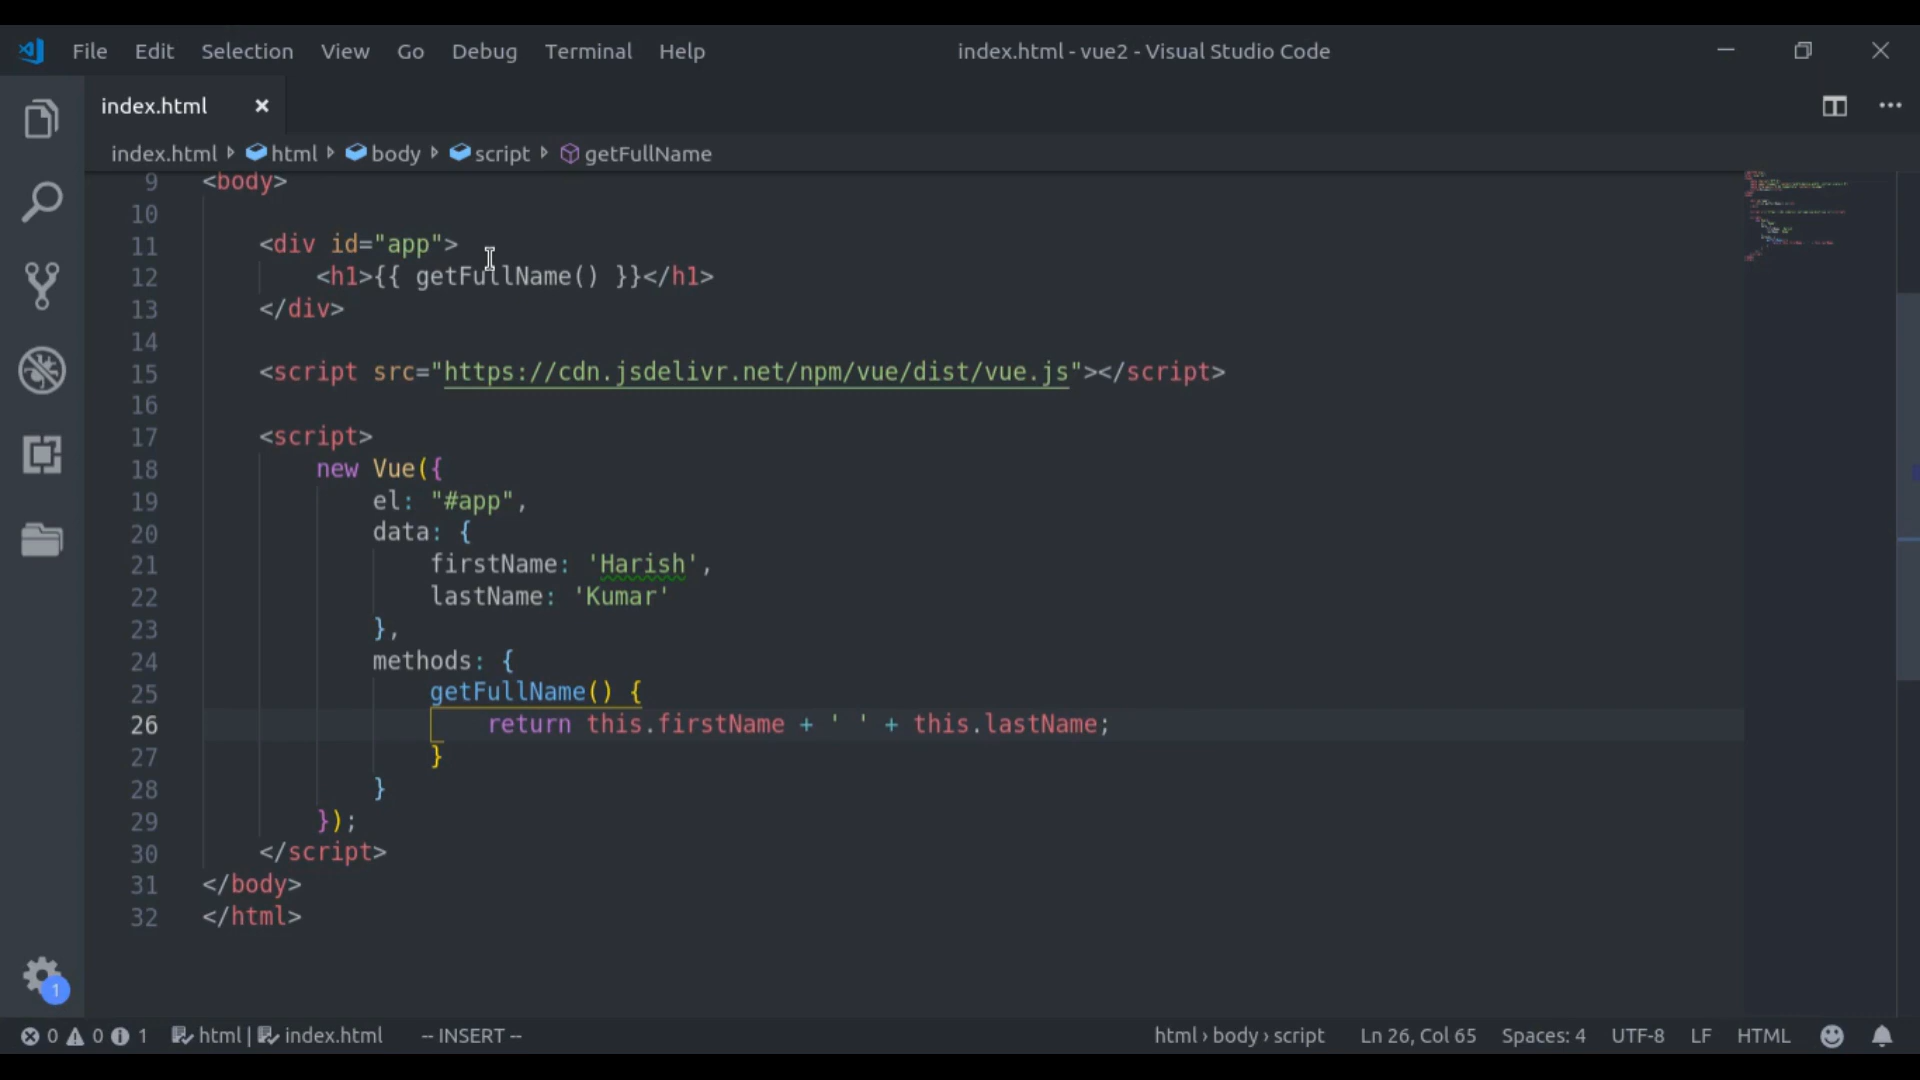 File Edit Selection View Go Debug Terminal Help index.html - vue2 - Visual Studio Code
index.html
index.html html body script getFullName
9 <body>
10
11 <div id="app">
12 <h1>{{ getFullName() }}</h1>
13 </div>
14
15 <script src="https://cdn.jsdelivr.net/npm/vue/dist/vue.js"></script>
16
17 <script>
18 new Vue({
19 el: "#app",
20 data: {
21 firstName: 'Harish',
22 lastName: 'Kumar'
23 },
24 methods: {
25 getFullName() {
26 return this.firstName + ' ' + this.lastName;
27 }
28 }
29 });
30 </script>
31 </body>
32 </html>
1
0 0 1 html | index.html -- INSERT -- html › body › script Ln 26, Col 65 Spaces: 4 UTF-8 LF HTML